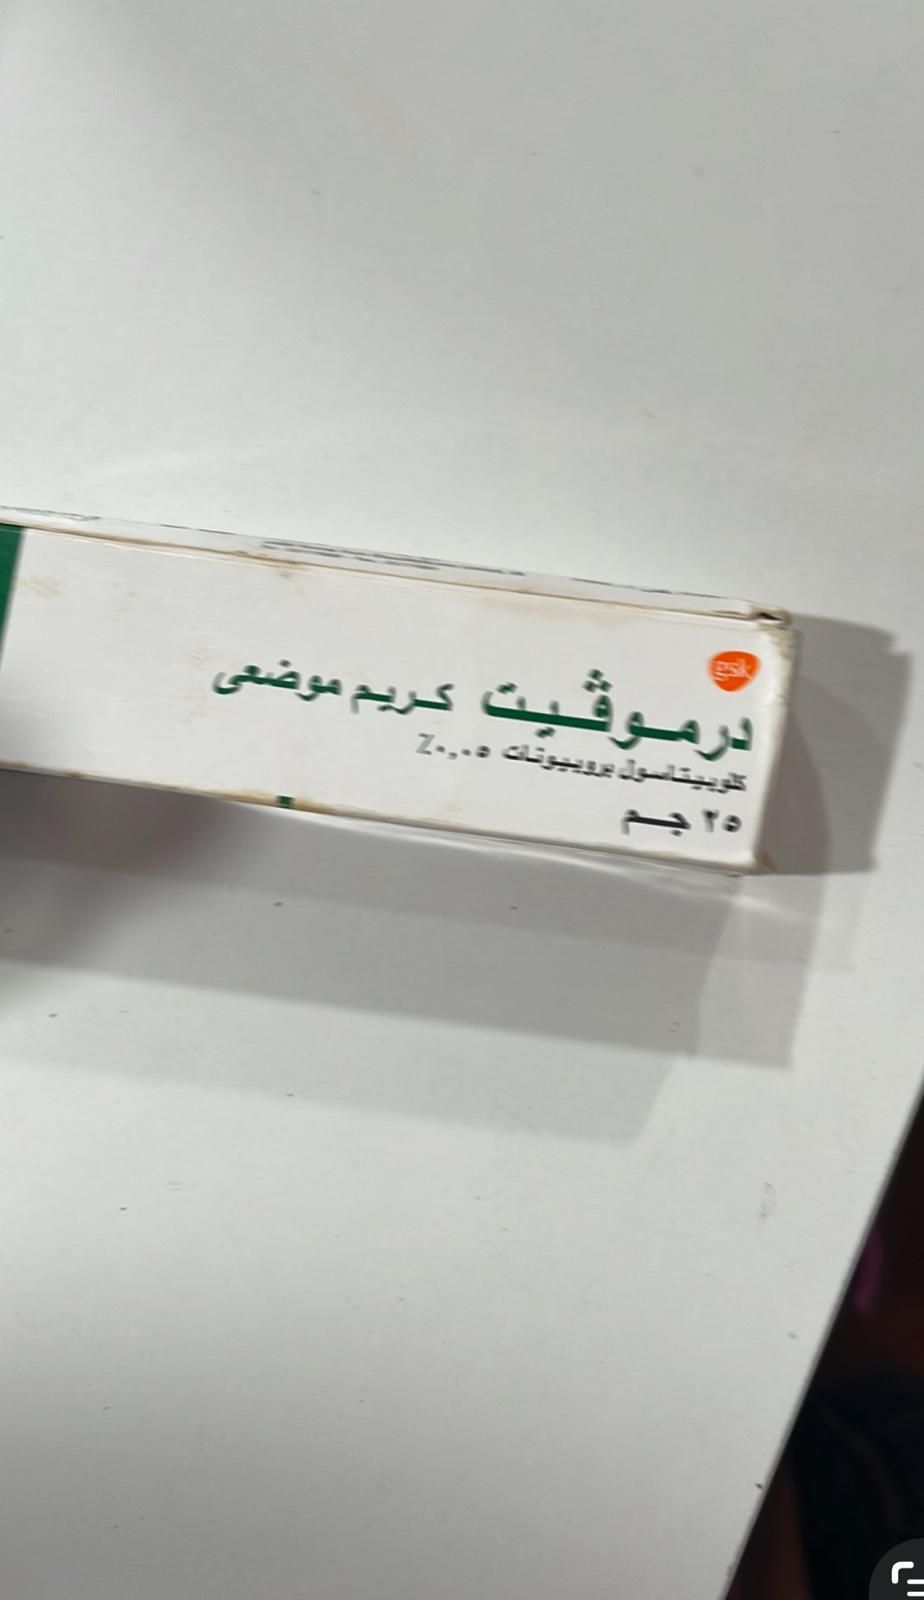 gsk
درموڤيت كريم موضعى
كلوبيتاسول بروبيونات ٠,٠٥٪
٢٥ جم